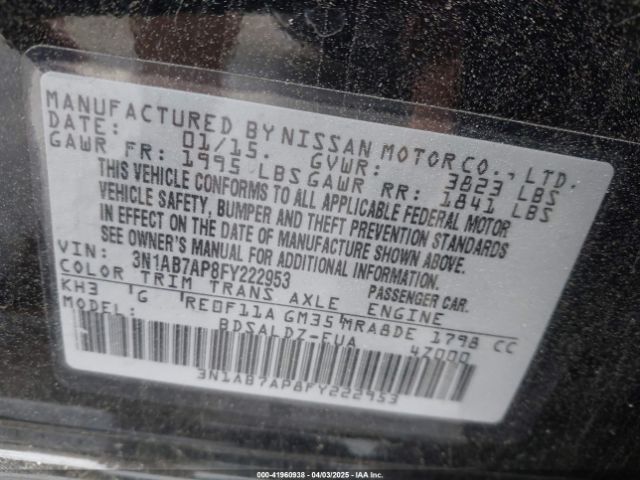 MANUFACTURED BY NISSAN MOTOR CO., LTD.
DATE: 01/15. GVWR: 3823 LBS
GAWR FR: 1995 LBS GAWR RR: 1841 LBS
THIS VEHICLE CONFORMS TO ALL APPLICABLE FEDERAL MOTOR
VEHICLE SAFETY, BUMPER AND THEFT PREVENTION STANDARDS
IN EFFECT ON THE DATE OF MANUFACTURE SHOWN ABOVE.
SEE OWNER'S MANUAL FOR ADDITIONAL INFORMATION.
VIN: 3N1AB7AP8FY222953 PASSENGER CAR.
COLOR TRIM TRANS AXLE ENGINE
KH3 G RE0F11A GM35 MRA8DE 1798 CC
MODEL: BDSALDZ-EUA 4Z000
3N1AB7AP8FY222953
000-41960938 - 04/03/2025 - IAA Inc.